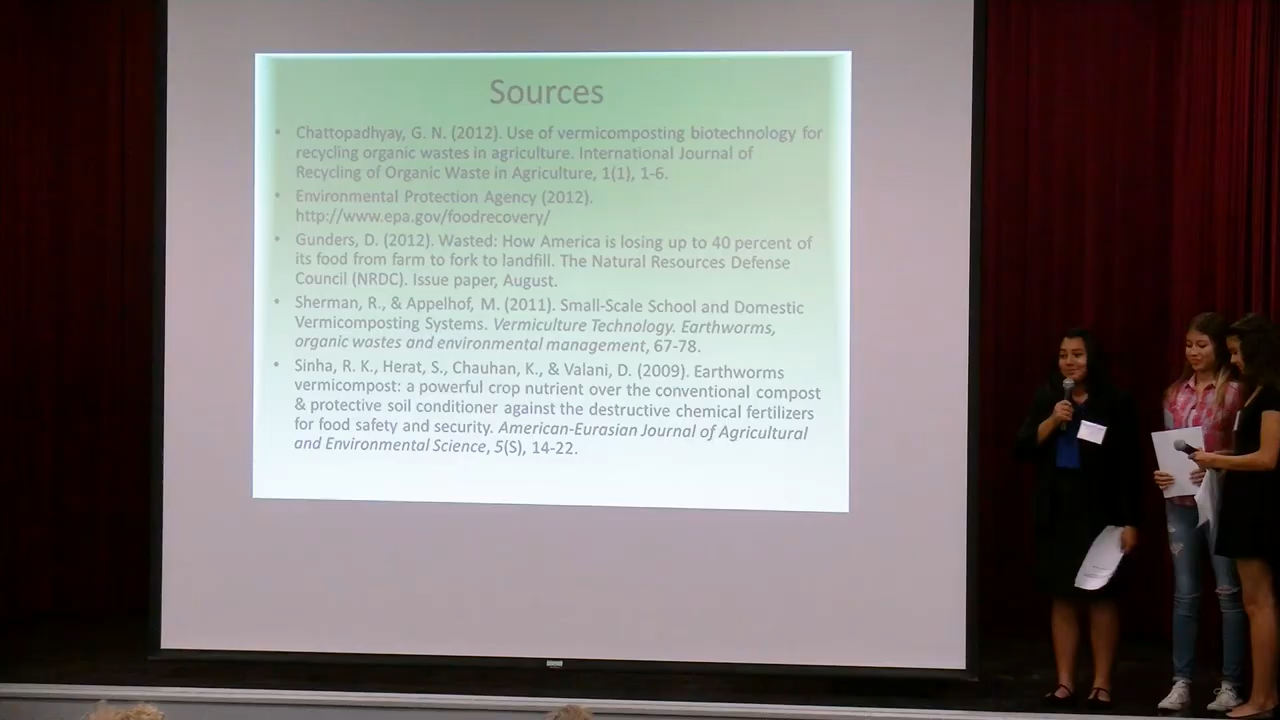 Sources
• Chattopadhyay, G. N. (2012). Use of vermicomposting biotechnology for
recycling organic wastes in agriculture. International Journal of
Recycling of Organic Waste in Agriculture, 1(1), 1-6.
• Environmental Protection Agency (2012).
http://www.epa.gov/foodrecovery/
• Gunders, D. (2012). Wasted: How America is losing up to 40 percent of
its food from farm to fork to landfill. The Natural Resources Defense
Council (NRDC). Issue paper, August.
• Sherman, R., & Appelhof, M. (2011). Small-Scale School and Domestic
Vermicomposting Systems. Vermiculture Technology. Earthworms,
organic wastes and environmental management, 67-78.
• Sinha, R. K., Herat, S., Chauhan, K., & Valani, D. (2009). Earthworms
vermicompost: a powerful crop nutrient over the conventional compost
& protective soil conditioner against the destructive chemical fertilizers
for food safety and security. American-Eurasian Journal of Agricultural
and Environmental Science, 5(S), 14-22.